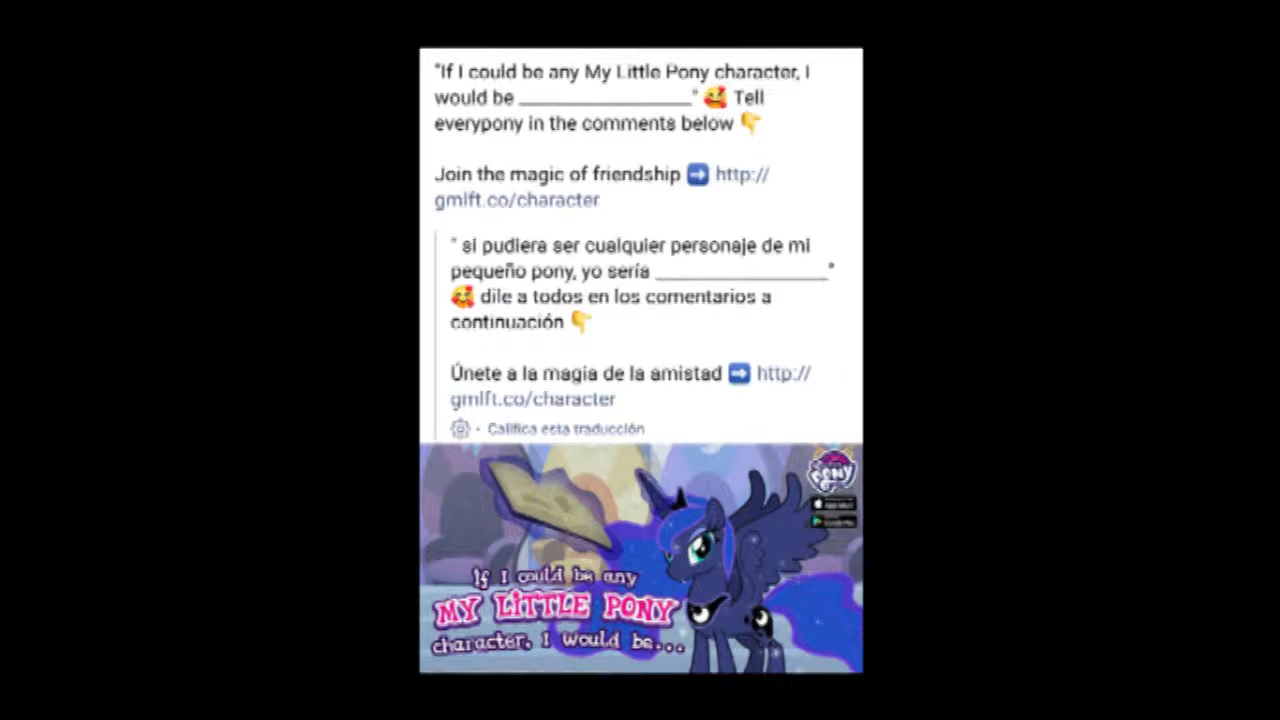 "If I could be any My Little Pony character, I
would be ____________________" 🥰 Tell
everypony in the comments below 👇
Join the magic of friendship ➡️ http://
gmlft.co/character
" si pudiera ser cualquier personaje de mi
pequeño pony, yo sería ____________________"
🥰 dile a todos en los comentarios a
continuación 👇
Únete a la magia de la amistad ➡️ http://
gmlft.co/character
· Califica esta traducción
PONY
If I could be any
MY LITTLE PONY
character, I would be...